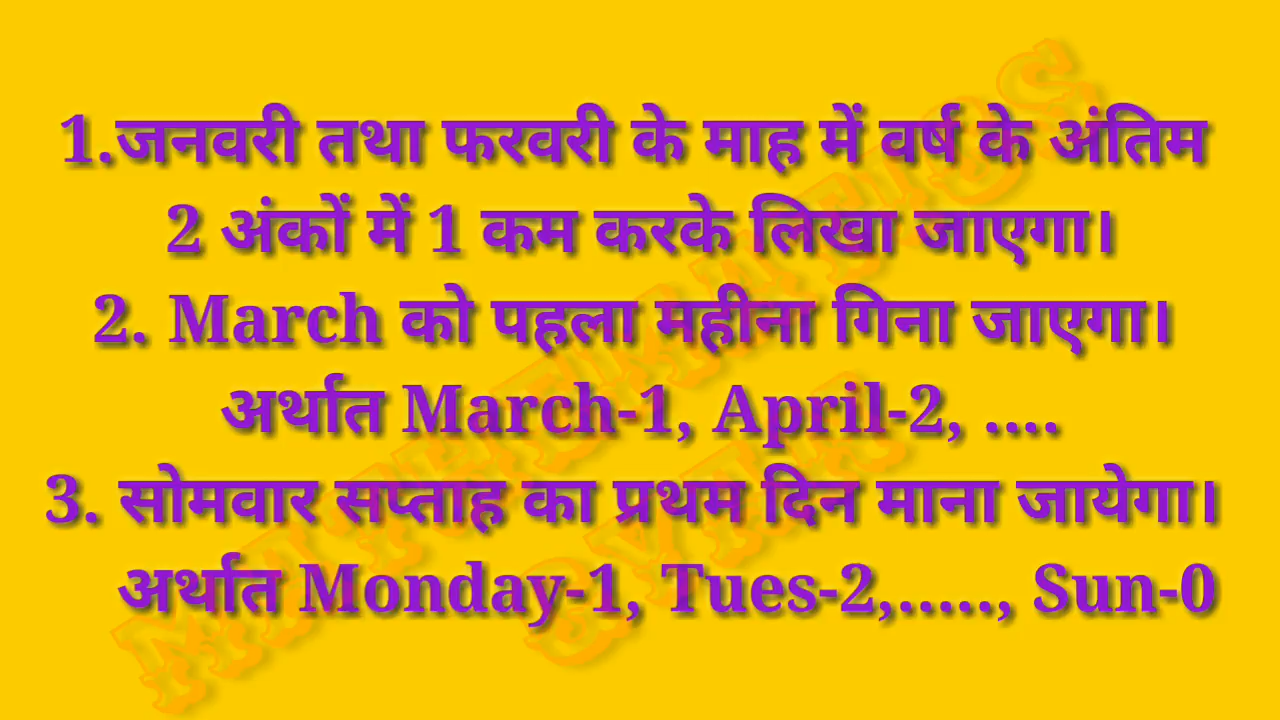 1.जनवरी तथा फरवरी के माह में वर्ष के अंतिम
2 अंकों में 1 कम करके लिखा जाएगा।
2. March को पहला महीना गिना जाएगा।
अर्थात March-1, April-2, ....
3. सोमवार सप्ताह का प्रथम दिन माना जायेगा।
अर्थात Monday-1, Tues-2,....., Sun-0